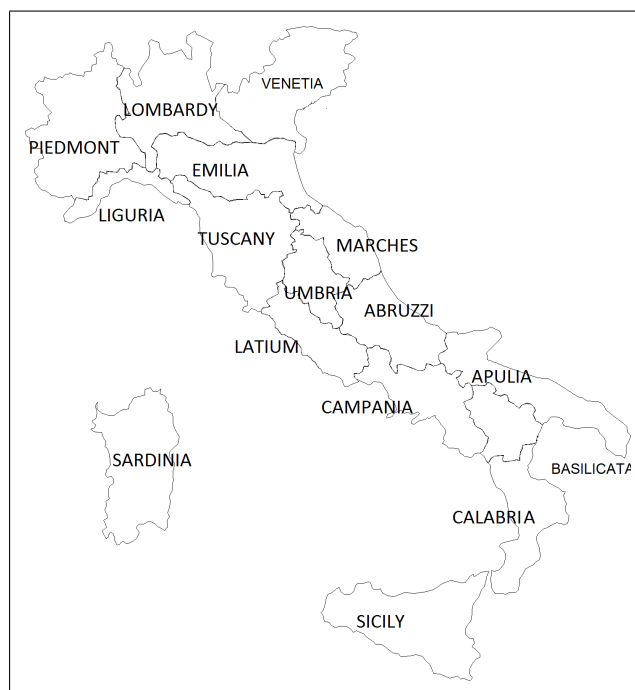 VENETIA
LOMBARDY
PIEDMONT
EMILIA
LIGURIA
TUSCANY
MARCHES
UMBRIA
ABRUZZI
LATIUM
APULIA
CAMPANIA
SARDINIA
BASILICATA
CALABRIA
SICILY